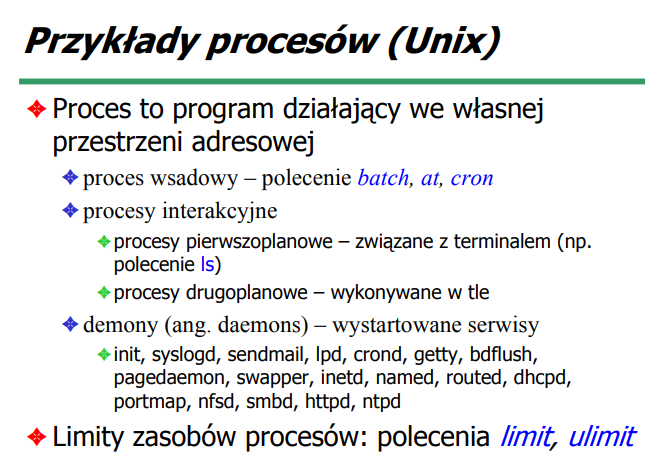 Przykłady procesów (Unix)
Proces to program działający we własnej
przestrzeni adresowej
proces wsadowy – polecenie batch, at, cron
procesy interakcyjne
procesy pierwszoplanowe – związane z terminalem (np.
polecenie ls)
procesy drugoplanowe – wykonywane w tle
demony (ang. daemons) – wystartowane serwisy
init, syslogd, sendmail, lpd, crond, getty, bdflush,
pagedaemon, swapper, inetd, named, routed, dhcpd,
portmap, nfsd, smbd, httpd, ntpd
Limity zasobów procesów: polecenia limit, ulimit